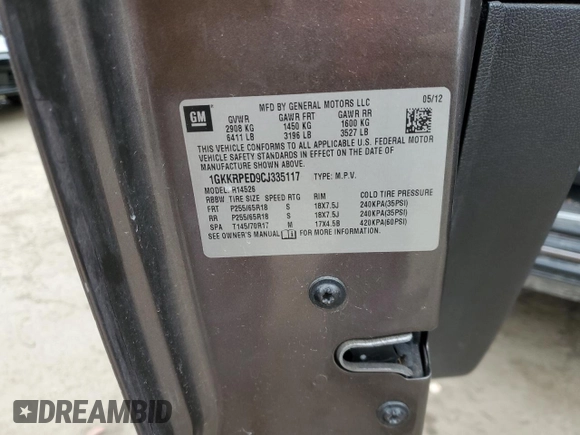 GM
MFD BY GENERAL MOTORS LLC 05/12
GVWR GAWR FRT GAWR RR
2908 KG 1450 KG 1600 KG
6411 LB 3196 LB 3527 LB
THIS VEHICLE CONFORMS TO ALL APPLICABLE U.S. FEDERAL MOTOR
VEHICLE SAFETY STANDARDS IN EFFECT ON THE DATE OF
MANUFACTURE SHOWN ABOVE.
1GKKRPED9CJ335117 TYPE: M.P.V.
MODEL: R14526
RBBW TIRE SIZE SPEED RTG RIM COLD TIRE PRESSURE
FRT P255/65R18 S 18X7.5J 240KPA(35PSI)
RR P255/65R18 S 18X7.5J 240KPA(35PSI)
SPA T145/70R17 M 17X4.5B 420KPA(60PSI)
SEE OWNER'S MANUAL FOR MORE INFORMATION.
DREAMBID